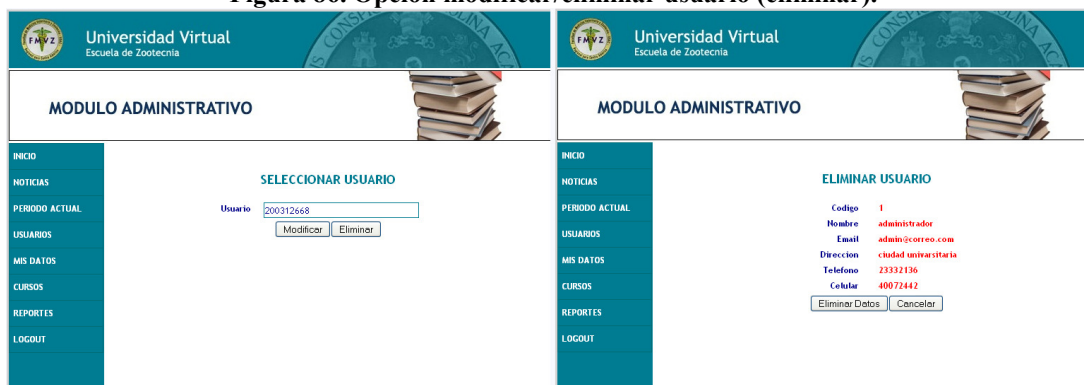 Figura 86. Opción modificar/eliminar usuario (eliminar).
FMVZ
Universidad Virtual
Escuela de Zootecnia
MODULO ADMINISTRATIVO
INICIO
NOTICIAS
PERIODO ACTUAL
USUARIOS
MIS DATOS
CURSOS
REPORTES
LOGOUT
SELECCIONAR USUARIO
Usuario 200312668
Modificar Eliminar
FMVZ
Universidad Virtual
Escuela de Zootecnia
MODULO ADMINISTRATIVO
INICIO
NOTICIAS
PERIODO ACTUAL
USUARIOS
MIS DATOS
CURSOS
REPORTES
LOGOUT
ELIMINAR USUARIO
Codigo 1
Nombre administrador
Email admin@correo.com
Direccion ciudad univarsitaria
Telefono 23332136
Celular 40072442
Eliminar Datos Cancelar